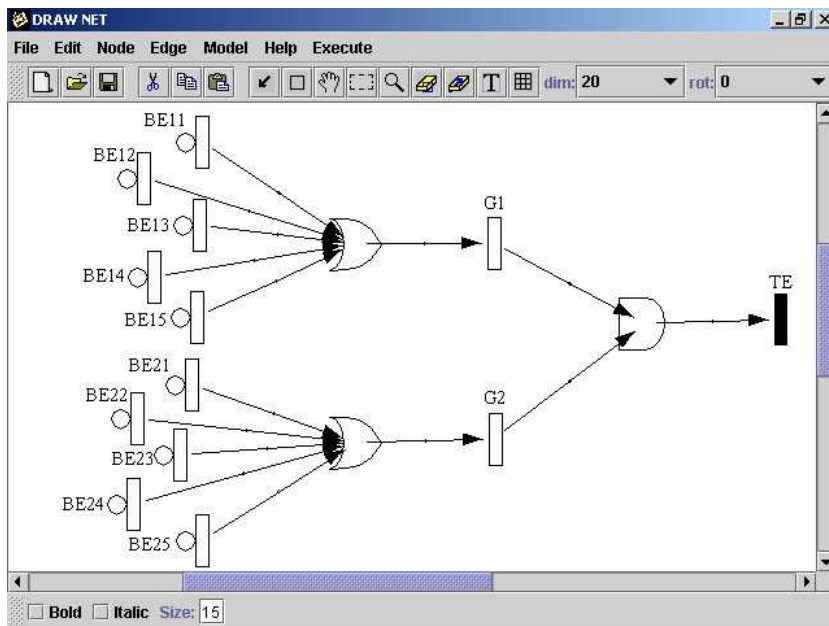 DRAW NET
File Edit Node Edge Model Help Execute
T dim: 20 rot: 0
BE11
BE12
BE13
BE14
BE15
G1
TE
BE21
BE22
BE23
BE24
BE25
G2
Bold Italic Size: 15